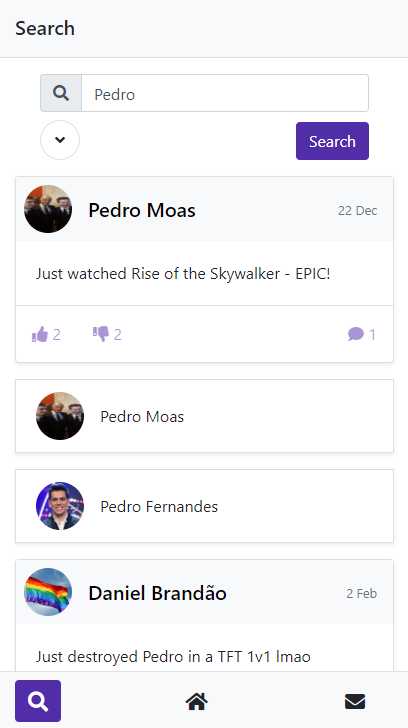 Search
Pedro
Search
Pedro Moas
22 Dec
Just watched Rise of the Skywalker - EPIC!
2
2
1
Pedro Moas
Pedro Fernandes
Daniel Brandão
2 Feb
Just destroyed Pedro in a TFT 1v1 lmao